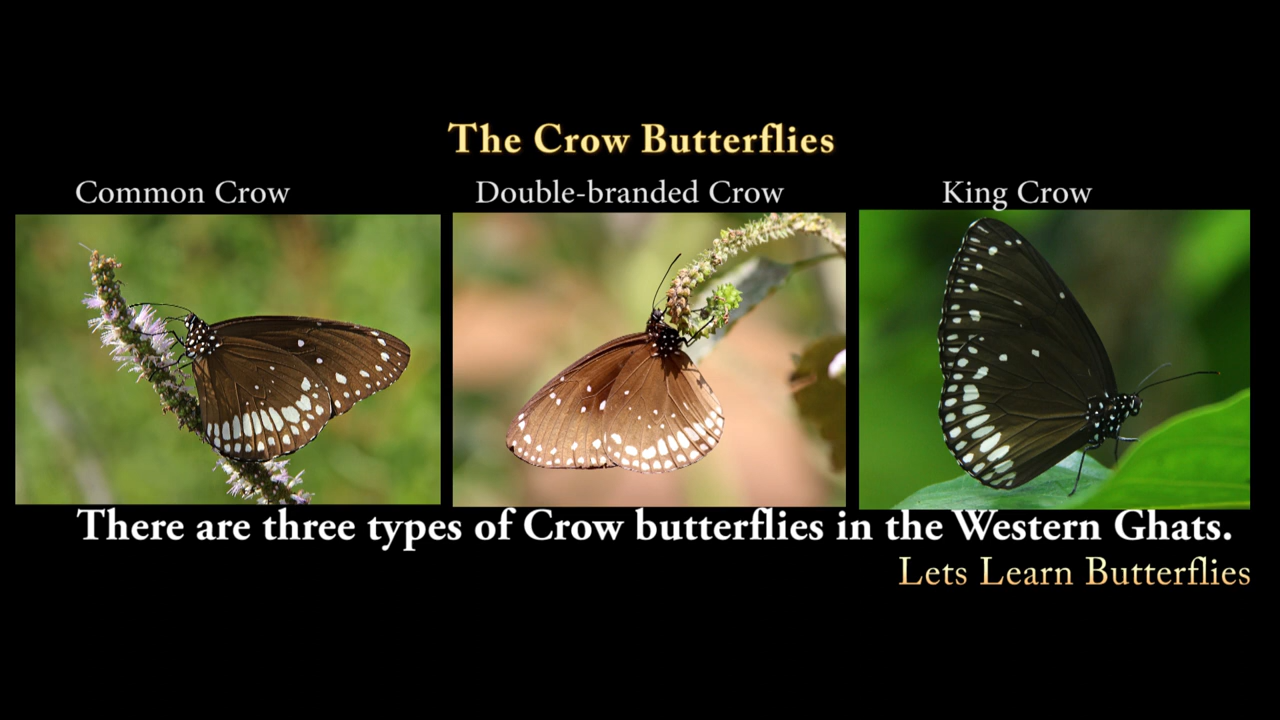 The Crow Butterflies
Common Crow
Double-branded Crow
King Crow
There are three types of Crow butterflies in the Western Ghats.
Lets Learn Butterflies